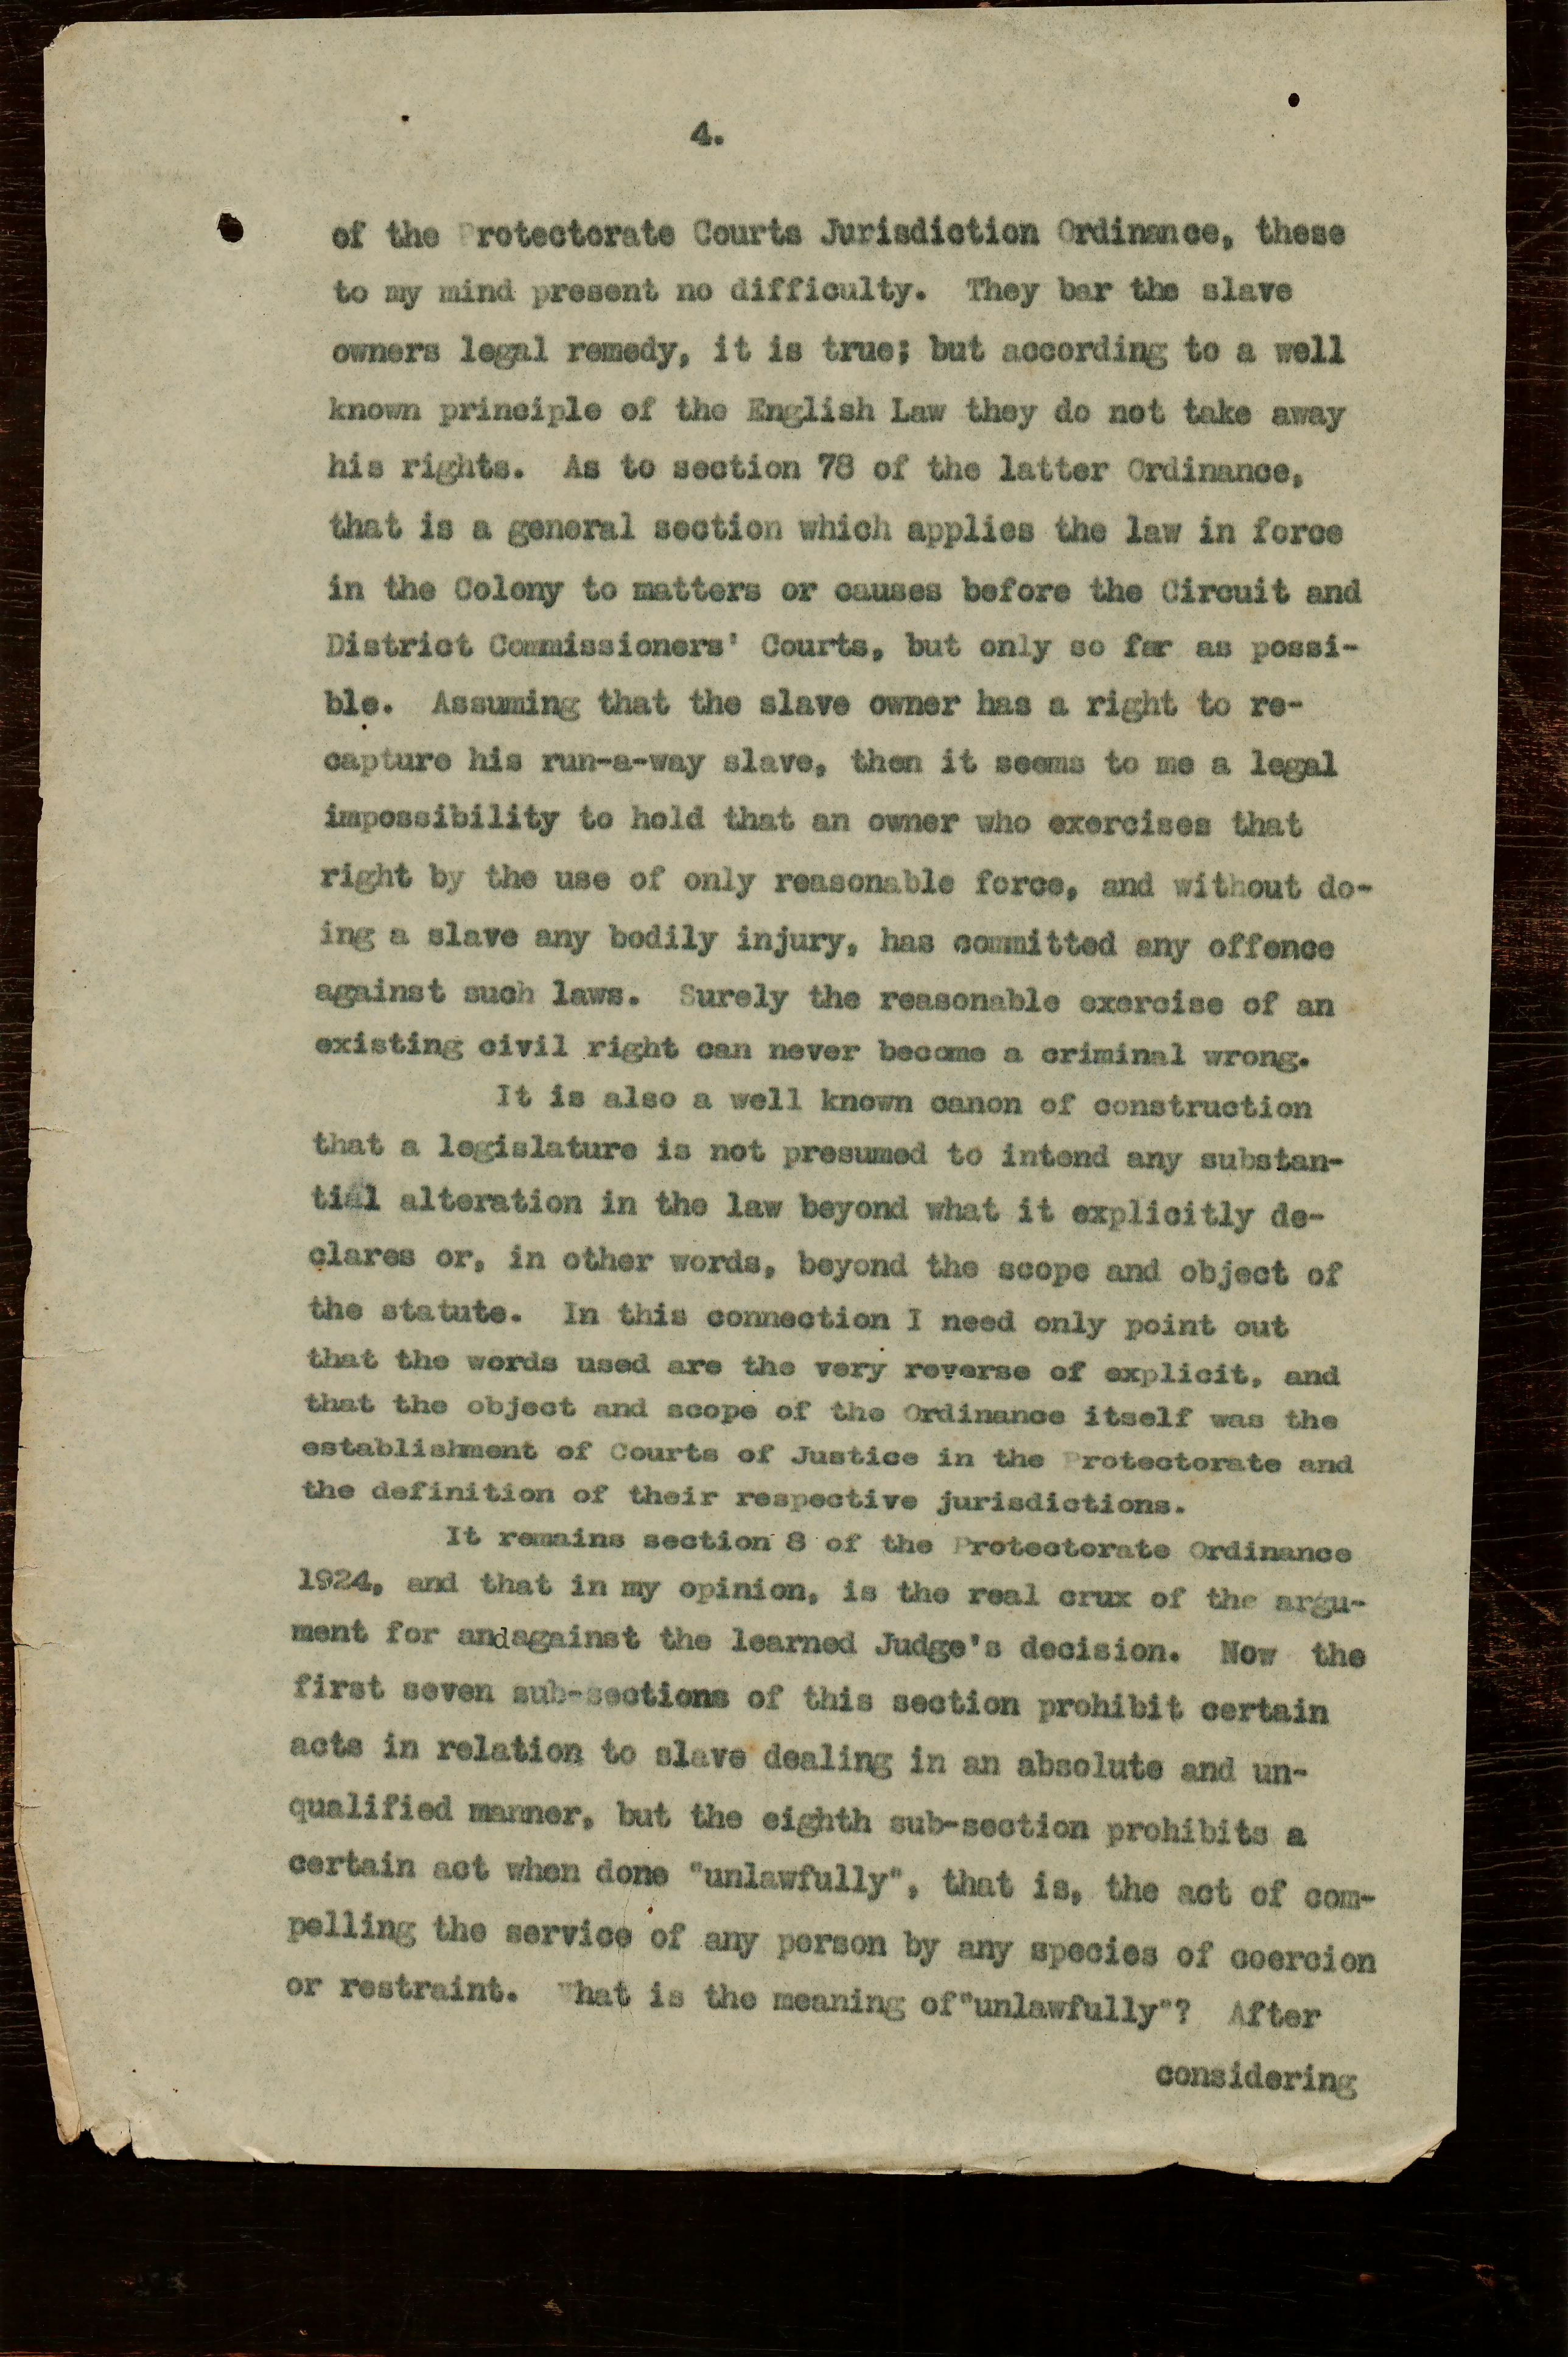 4.
of the Protectorate Courts Jurisdiction Ordinance, these
to my mind present no difficulty. They bar the slave
owners legal remedy, it is true; but according to a well
known principle of the English Law they do not take away
his rights. As to section 78 of the latter Ordinance,
that is a general section which applies the law in force
in the Colony to matters or causes before the Circuit and
District Commissioners' Courts, but only so far as possi-
ble. Assuming that the slave owner has a right to re-
capture his run-a-way slave, then it seems to me a legal
impossibility to hold that an owner who exercises that
right by the use of only reasonable force, and without do-
ing a slave any bodily injury, has committed any offence
against such laws. Surely the reasonable exercise of an
existing civil right can never become a criminal wrong.
It is also a well known canon of construction
that a legislature is not presumed to intend any substan-
tial alteration in the law beyond what it explicitly de-
clares or, in other words, beyond the scope and object of
the statute. In this connection I need only point out
that the words used are the very reverse of explicit, and
that the object and scope of the Ordinance itself was the
establishment of Courts of Justice in the Protectorate and
the definition of their respective jurisdictions.
It remains section 8 of the Protectorate Ordinance
1924, and that in my opinion, is the real crux of the argu-
ment for and against the learned Judge's decision. Now the
first seven sub-sections of this section prohibit certain
acts in relation to slave dealing in an absolute and un-
qualified manner, but the eighth sub-section prohibits a
certain act when done "unlawfully", that is, the act of com-
pelling the service of any person by any species of coercion
or restraint. What is the meaning of"unlawfully"? After
considering